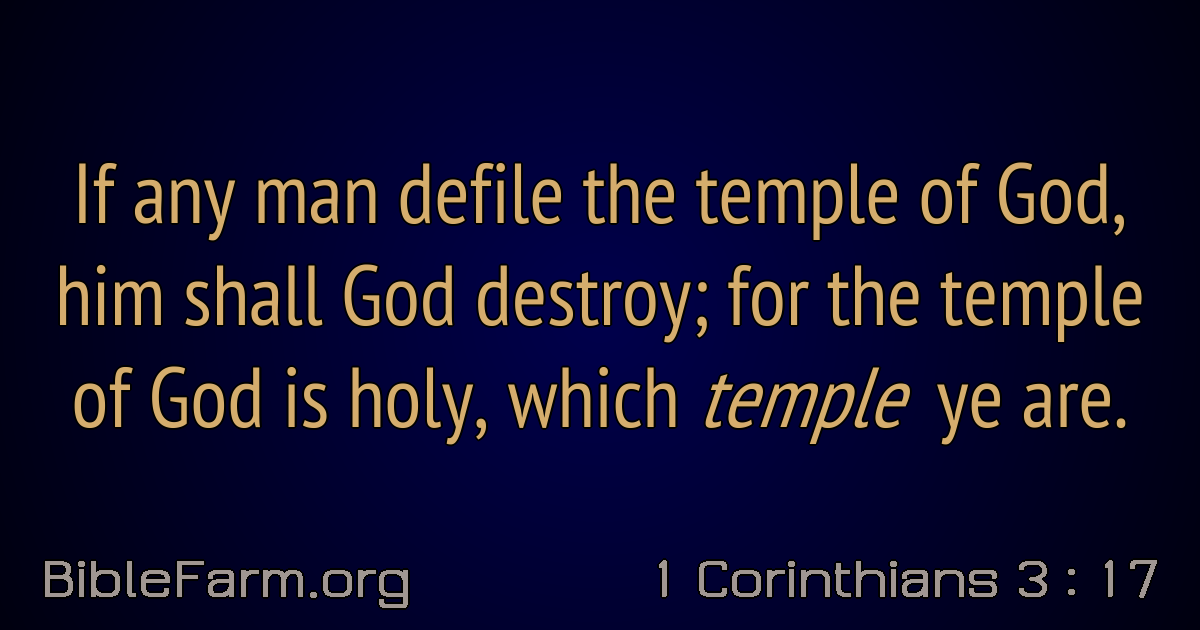 If any man defile the temple of God,
him shall God destroy; for the temple
of God is holy, which temple ye are.
BibleFarm.org
1 Corinthians 3 : 17